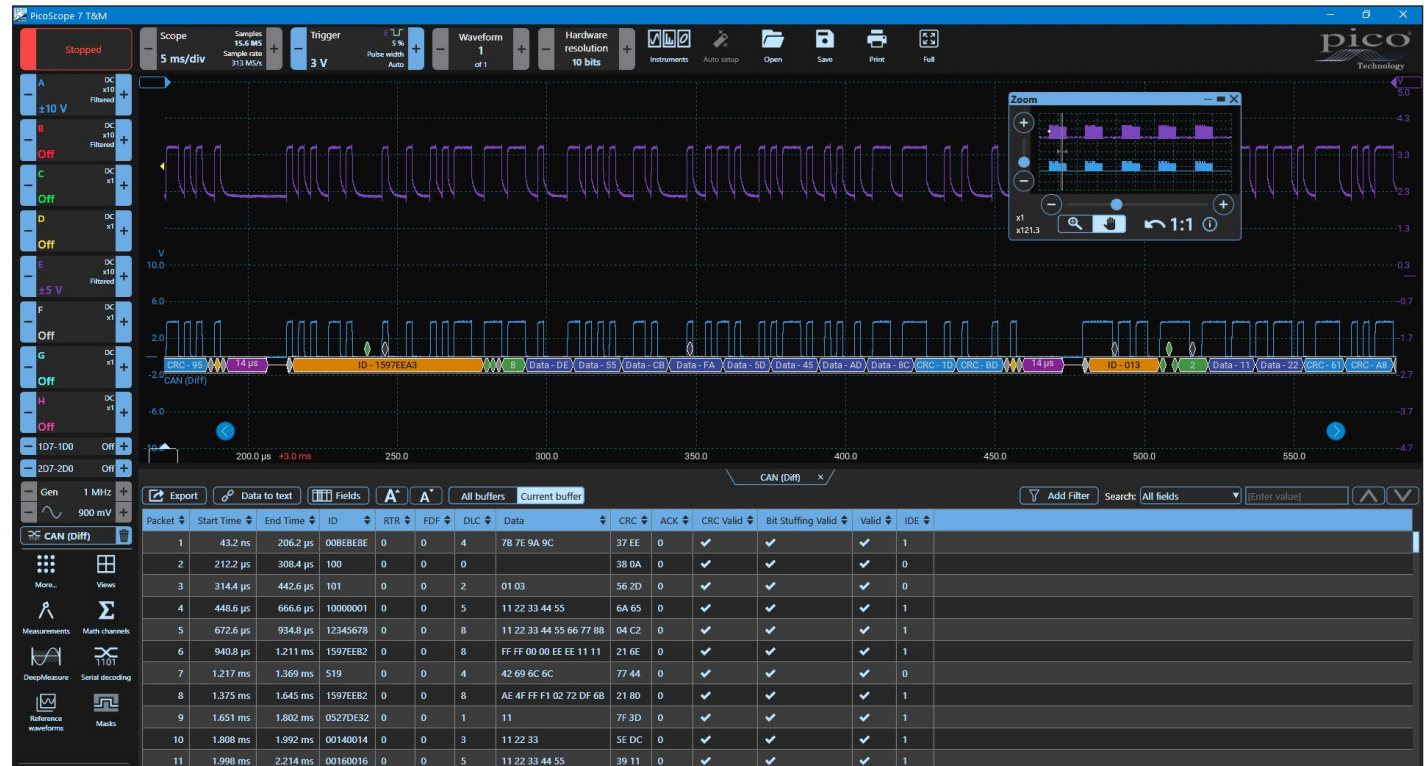 PicoScope 7 T&M
Stopped
Scope
5 ms/div
Samples
15.6 MS
Sample rate
313 MS/s
Trigger
3 V
E
5 %
Pulse width
Auto
Waveform
1
of 1
Hardware
resolution
10 bits
Instruments
Auto setup
Open
Save
Print
Full
pico
Technology
A
DC
x10
Filtered
±10 V
B
DC
x10
Filtered
Off
C
DC
x1
Off
D
DC
x1
Off
E
DC
x10
Filtered
±5 V
F
DC
x1
Off
G
DC
x1
Off
H
DC
x1
Off
1D7-1D0 Off
2D7-2D0 Off
Gen 1 MHz
900 mV
CAN (Diff)
1101
More...
Views
Measurements
Math channels
DeepMeasure
1101
Serial decoding
Reference
waveforms
Masks
V
5.0
4.3
3.3
2.3
1.3
0.3
-0.7
-1.7
-2.7
-3.7
-4.7
Zoom
x1
x121.3
1:1
V
10.0
6.0
2.0
-2.0
-6.0
-10.0
CRC - 95
14 µs
ID - 1597EEA3
8
Data - DE
Data - 55
Data - CB
Data - FA
Data - 5D
Data - 45
Data - AD
Data - 8C
CRC - 1D
CRC - BD
14 µs
ID - 013
2
Data - 11
Data - 22
CRC - 61
CRC - A8
CAN (Diff)
200.0 µs +3.0 ms 250.0 300.0 350.0 400.0 450.0 500.0 550.0
CAN (Diff) ×
Export Data to text Fields A A All buffers Current buffer Add Filter Search: All fields [Enter value]
Packet Start Time End Time ID RTR FDF DLC Data CRC ACK CRC Valid Bit Stuffing Valid Valid IDE
1 43.2 ns 206.2 µs 00BEBEBE 0 0 4 7B 7E 9A 9C 37 EE 0 ✔ ✔ ✔ 1
2 212.2 µs 308.4 µs 100 0 0 0 38 0A 0 ✔ ✔ ✔ 0
3 314.4 µs 442.6 µs 101 0 0 2 01 03 56 2D 0 ✔ ✔ ✔ 0
4 448.6 µs 666.6 µs 10000001 0 0 5 11 22 33 44 55 6A 65 0 ✔ ✔ ✔ 1
5 672.6 µs 934.8 µs 12345678 0 0 8 11 22 33 44 55 66 77 88 04 C2 0 ✔ ✔ ✔ 1
6 940.8 µs 1.211 ms 1597EEB2 0 0 8 FF FF 00 00 EE EE 11 11 21 6E 0 ✔ ✔ ✔ 1
7 1.217 ms 1.369 ms 519 0 0 4 42 69 6C 6C 77 44 0 ✔ ✔ ✔ 0
8 1.375 ms 1.645 ms 1597EEB2 0 0 8 AE 4F FF F1 02 72 DF 6B 21 80 0 ✔ ✔ ✔ 1
9 1.651 ms 1.802 ms 0527DE32 0 0 1 11 7F 3D 0 ✔ ✔ ✔ 1
10 1.808 ms 1.992 ms 00140014 0 0 3 11 22 33 5E DC 0 ✔ ✔ ✔ 1
11 1.998 ms 2.214 ms 00160016 0 0 5 11 22 33 44 55 39 11 0 ✔ ✔ ✔ 1